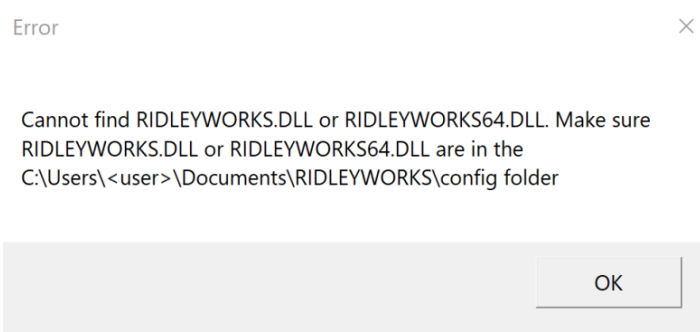 Error
Cannot find RIDLEYWORKS.DLL or RIDLEYWORKS64.DLL. Make sure
RIDLEYWORKS.DLL or RIDLEYWORKS64.DLL are in the
C:\Users\<user>\Documents\RIDLEYWORKS\config folder
OK